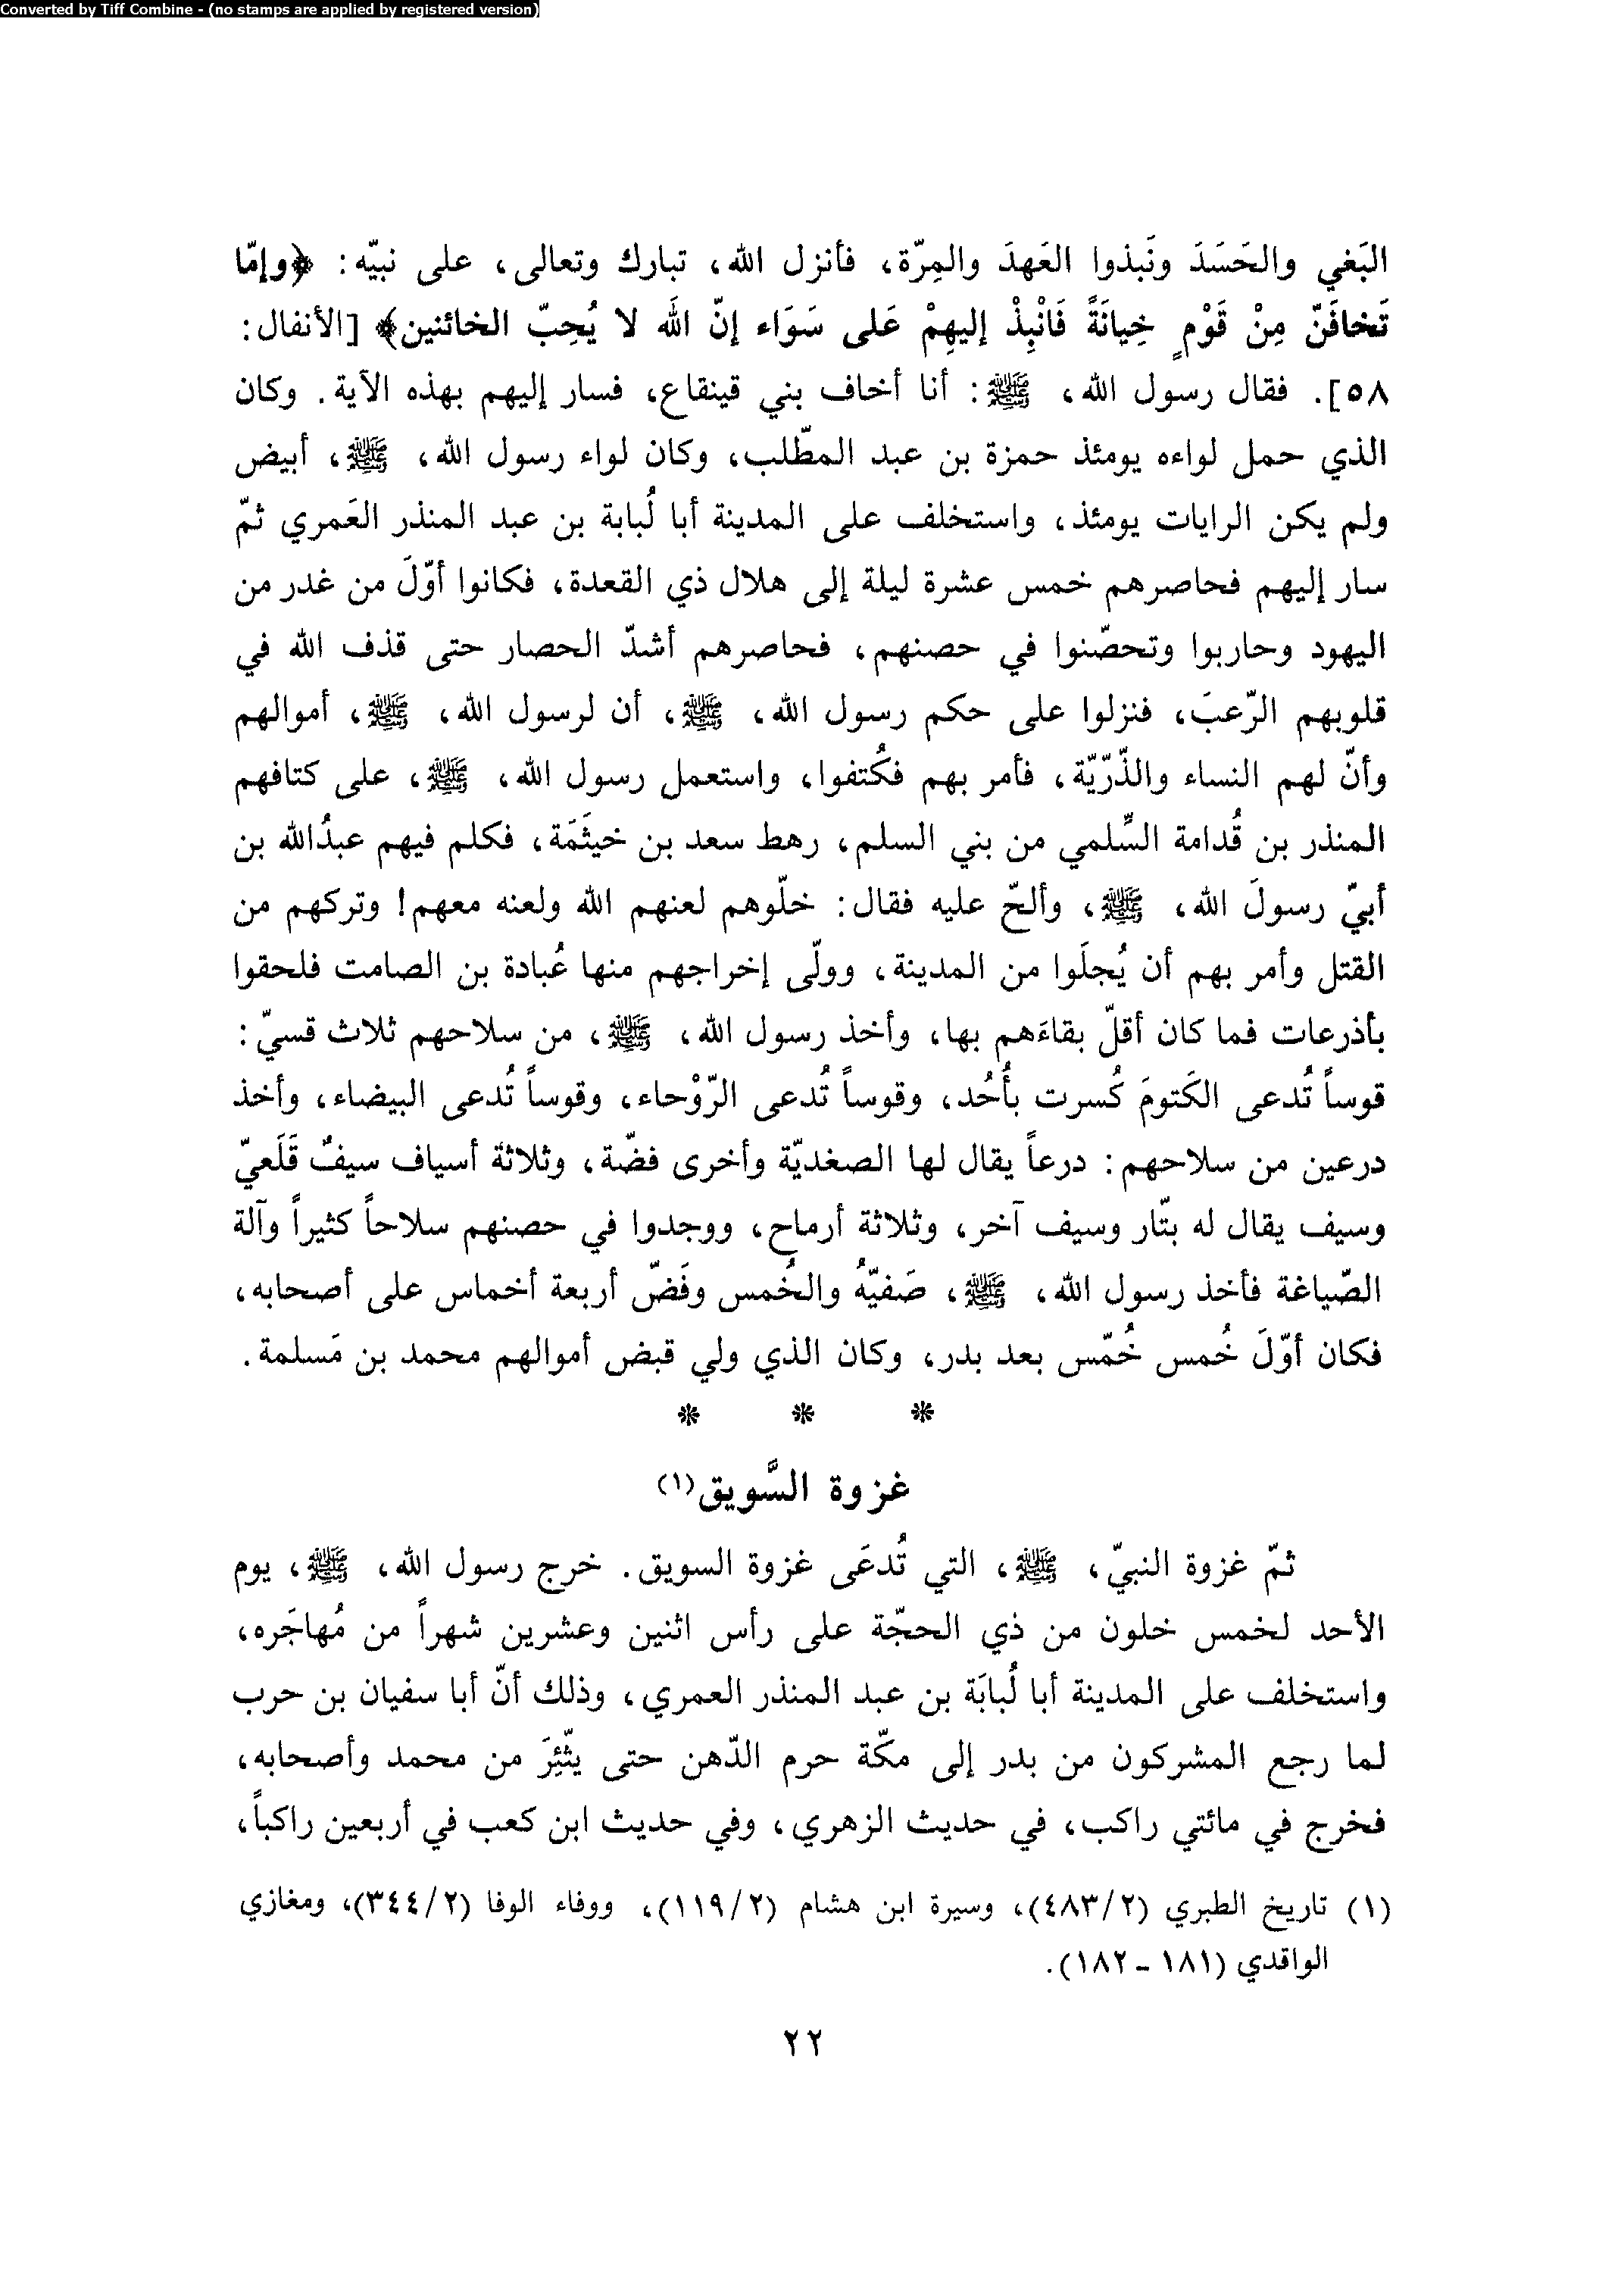 Converted by Tiff Combine - (no stamps are applied by registered version)
البَغي والحَسَدَ ونَبذوا العَهدَ والمِرّة، فأنزل الله، تبارك وتعالى، على نبيّه: ﴿وإمّا
تَخافَنّ مِنْ قَوْمٍ خِيانَةً فَانْبِذْ إليهِمْ عَلى سَوَاء إنّ الله لا يُحِبّ الخائنين﴾ [الأنفال:
٥٨]. فقال رسول الله، ﷺ: أنا أخاف بني قينقاع، فسار إليهم بهذه الآية. وكان
الذي حمل لواءه يومئذ حمزة بن عبد المطّلب، وكان لواء رسول الله، ﷺ، أبيض
ولم يكن الرايات يومئذ، واستخلف على المدينة أبا لُبابة بن عبد المنذر العَمري ثمّ
سار إليهم فحاصرهم خمس عشرة ليلة إلى هلال ذي القعدة، فكانوا أوّلَ من غدر من
اليهود وحاربوا وتحصّنوا في حصنهم، فحاصرهم أشدّ الحصار حتى قذف الله في
قلوبهم الرّعبَ، فنزلوا على حكم رسول الله، ﷺ، أن لرسول الله، ﷺ، أموالهم
وأنّ لهم النساء والذّرّيّة، فأمر بهم فكُتفوا، واستعمل رسول الله، ﷺ، على كتافهم
المنذر بن قُدامة السِّلمي من بني السلم، رهط سعد بن خيثَمَة، فكلم فيهم عبدُالله بن
أبيّ رسولَ الله، ﷺ، وألحّ عليه فقال: خلّوهم لعنهم الله ولعنه معهم! وتركهم من
القتل وأمر بهم أن يُجلَوا من المدينة، وولّى إخراجهم منها عُبادة بن الصامت فلحقوا
بأذرعات فما كان أقلّ بقاءَهم بها، وأخذ رسول الله، ﷺ، من سلاحهم ثلاث قسيّ:
قوساً تُدعى الكَتومَ كُسرت بأُحُد، وقوساً تُدعى الرّوْحاء، وقوساً تُدعى البيضاء، وأخذ
درعين من سلاحهم: درعاً يقال لها الصغديّة وأخرى فضّة، وثلاثة أسياف سيفٌ قَلَعيّ
وسيف يقال له بتّار وسيف آخر، وثلاثة أرماح، ووجدوا في حصنهم سلاحاً كثيراً وآلة
الصّياغة فأخذ رسول الله، ﷺ، صَفيّهُ والخُمس وفَضّ أربعة أخماس على أصحابه،
فكان أوّلَ خُمس خُمّس بعد بدر، وكان الذي ولي قبض أموالهم محمد بن مَسلمة.
* * *
غزوة السَّويق(١)
ثمّ غزوة النبيّ، ﷺ، التي تُدعَى غزوة السويق. خرج رسول الله، ﷺ، يوم
الأحد لخمس خلون من ذي الحجّة على رأس اثنين وعشرين شهراً من مُهاجَره،
واستخلف على المدينة أبا لُبابَة بن عبد المنذر العمري، وذلك أنّ أبا سفيان بن حرب
لما رجع المشركون من بدر إلى مكّة حرم الدّهن حتى يثّئِرَ من محمد وأصحابه،
فخرج في مائتي راكب، في حديث الزهري، وفي حديث ابن كعب في أربعين راكباً،
(١) تاريخ الطبري (٤٨٣/٢)، وسيرة ابن هشام (١١٩/٢)، ووفاء الوفا (٣٤٤/٢)، ومغازي
الواقدي (١٨١ - ١٨٢).
٢٢